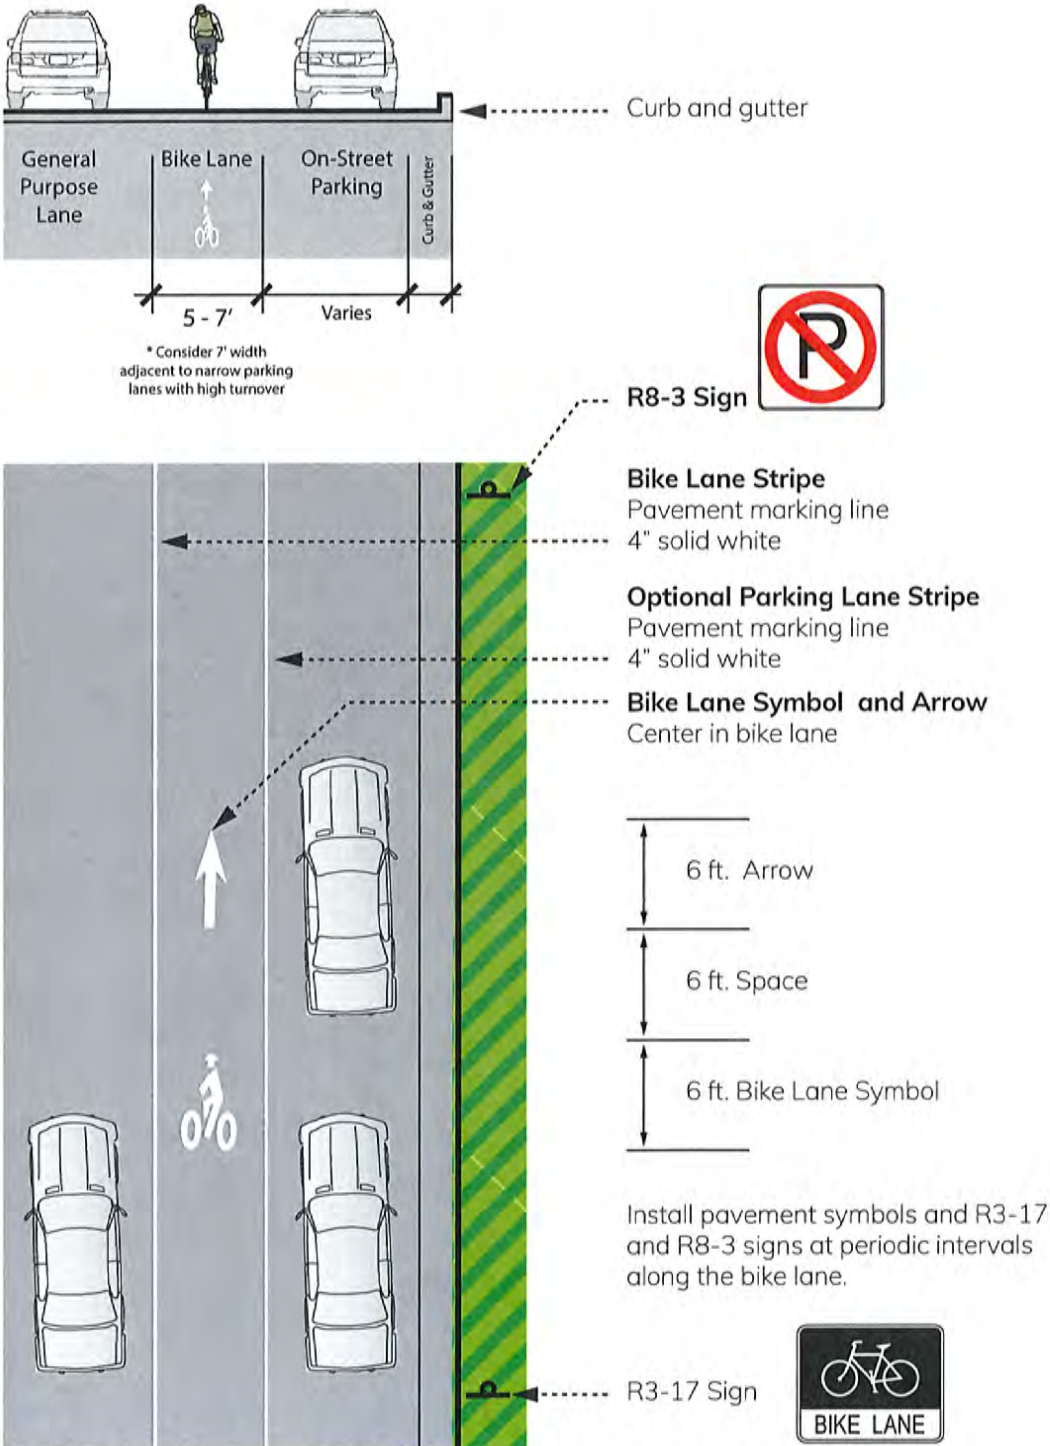 Curb and gutter
General
Purpose
Lane
Bike Lane
On-Street
Parking
Curb & Gutter
5 - 7'
Varies
* Consider 7' width
adjacent to narrow parking
lanes with high turnover
P
R8-3 Sign
Bike Lane Stripe
Pavement marking line
4" solid white
Optional Parking Lane Stripe
Pavement marking line
4" solid white
Bike Lane Symbol and Arrow
Center in bike lane
6 ft. Arrow
6 ft. Space
6 ft. Bike Lane Symbol
Install pavement symbols and R3-17
and R8-3 signs at periodic intervals
along the bike lane.
R3-17 Sign
BIKE LANE